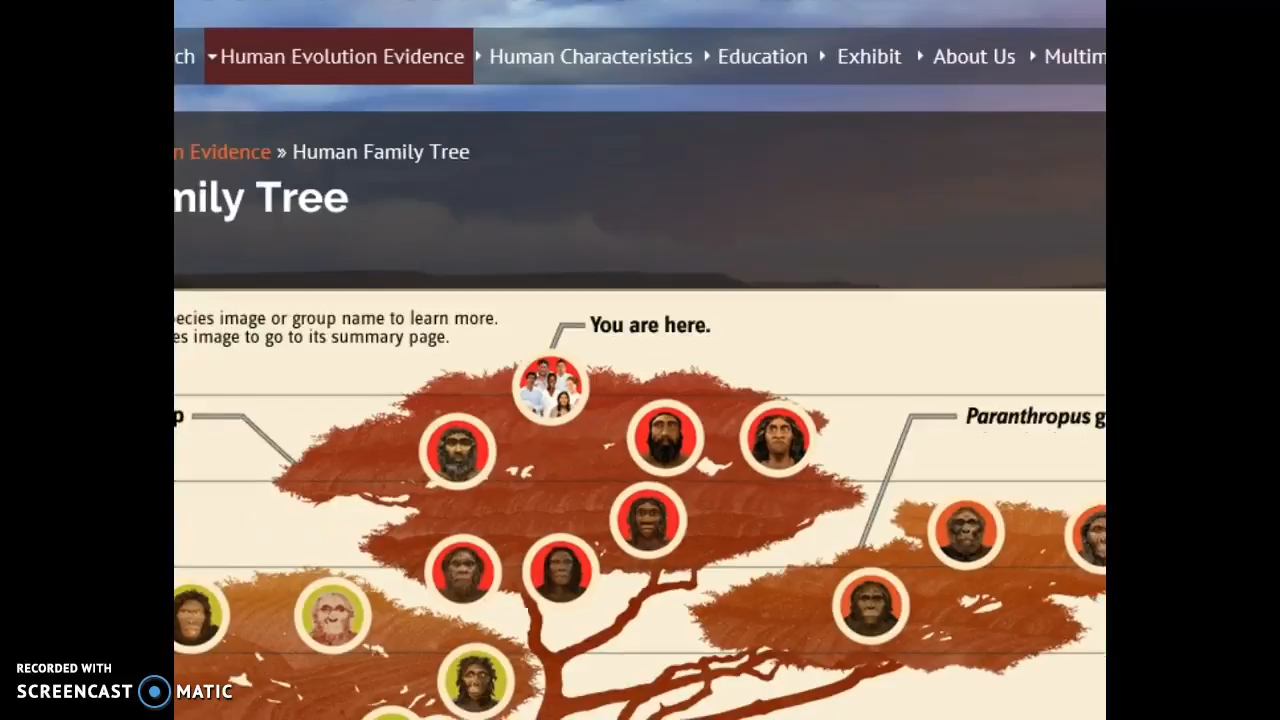 ch Human Evolution Evidence Human Characteristics Education Exhibit About Us Multim
n Evidence » Human Family Tree
mily Tree
ecies image or group name to learn more.
es image to go to its summary page.
You are here.
p
Paranthropus g
RECORDED WITH
SCREENCAST MATIC